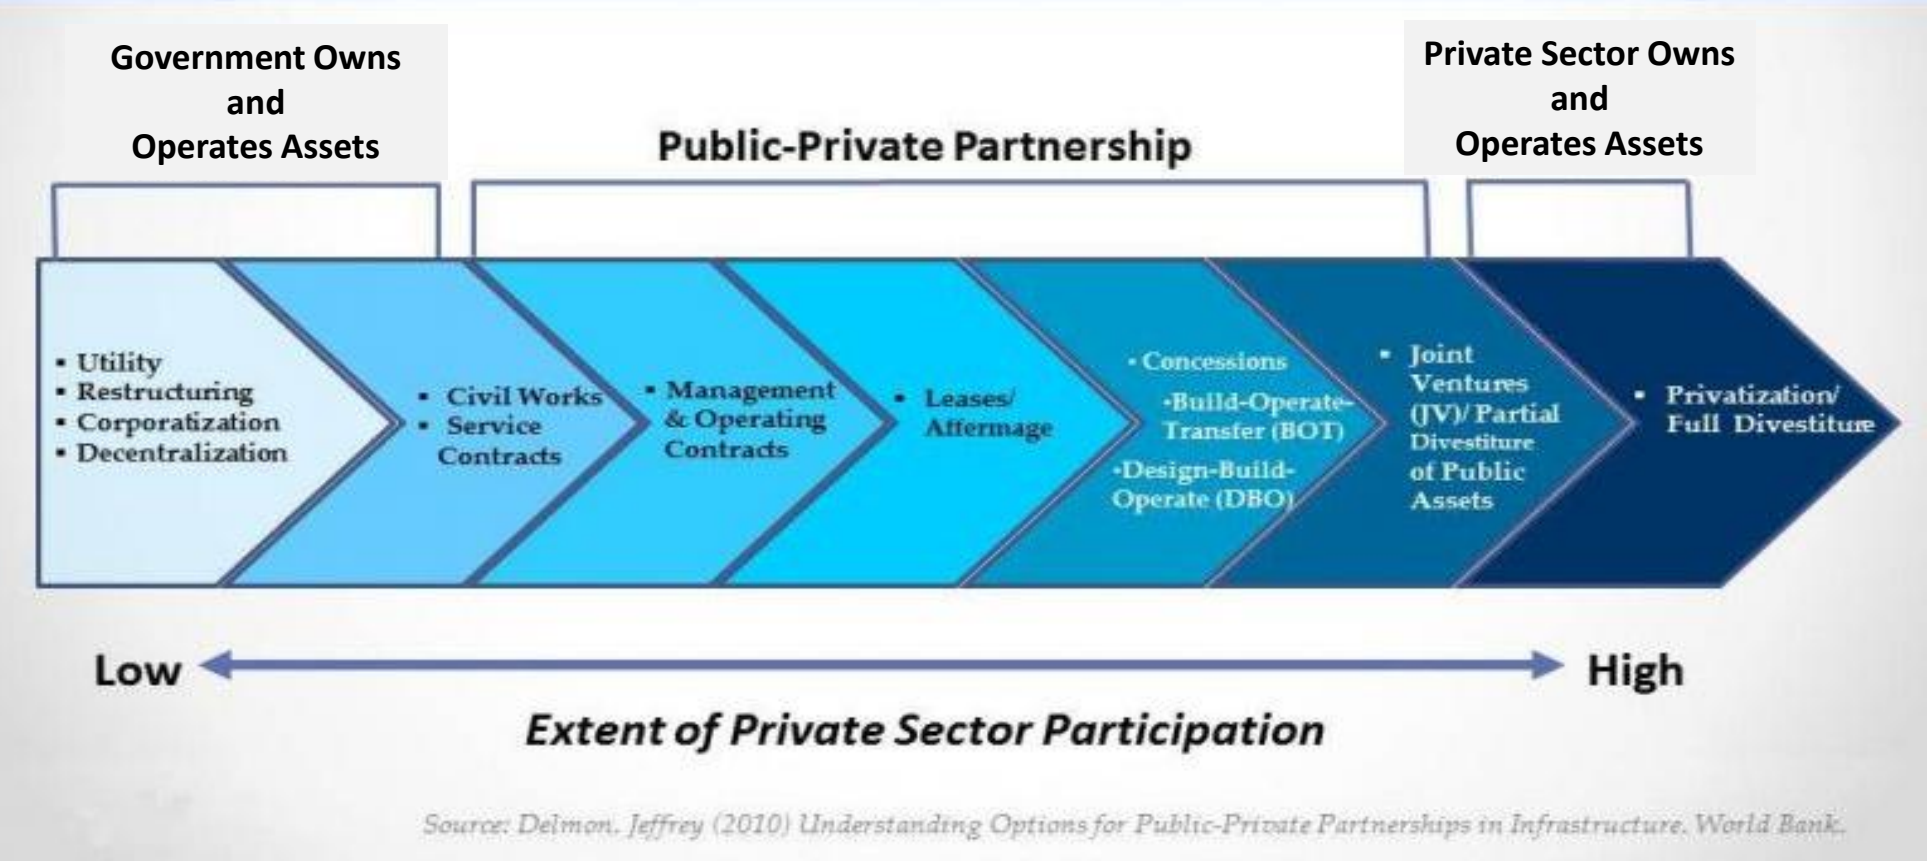 Government Owns
and
Operates Assets
Public-Private Partnership
Private Sector Owns
and
Operates Assets
▪ Utility
▪ Restructuring
▪ Corporatization
▪ Decentralization
▪ Civil Works
▪ Service
Contracts
▪ Management
& Operating
Contracts
▪ Leases/
Affermage
• Concessions
•Build-Operate-
Transfer (BOT)
•Design-Build-
Operate (DBO)
▪ Joint
Ventures
(JV)/ Partial
Divestiture
of Public
Assets
▪ Privatization/
Full Divestiture
Low
High
Extent of Private Sector Participation
Source: Delmon, Jeffrey (2010) Understanding Options for Public-Private Partnerships in Infrastructure. World Bank.